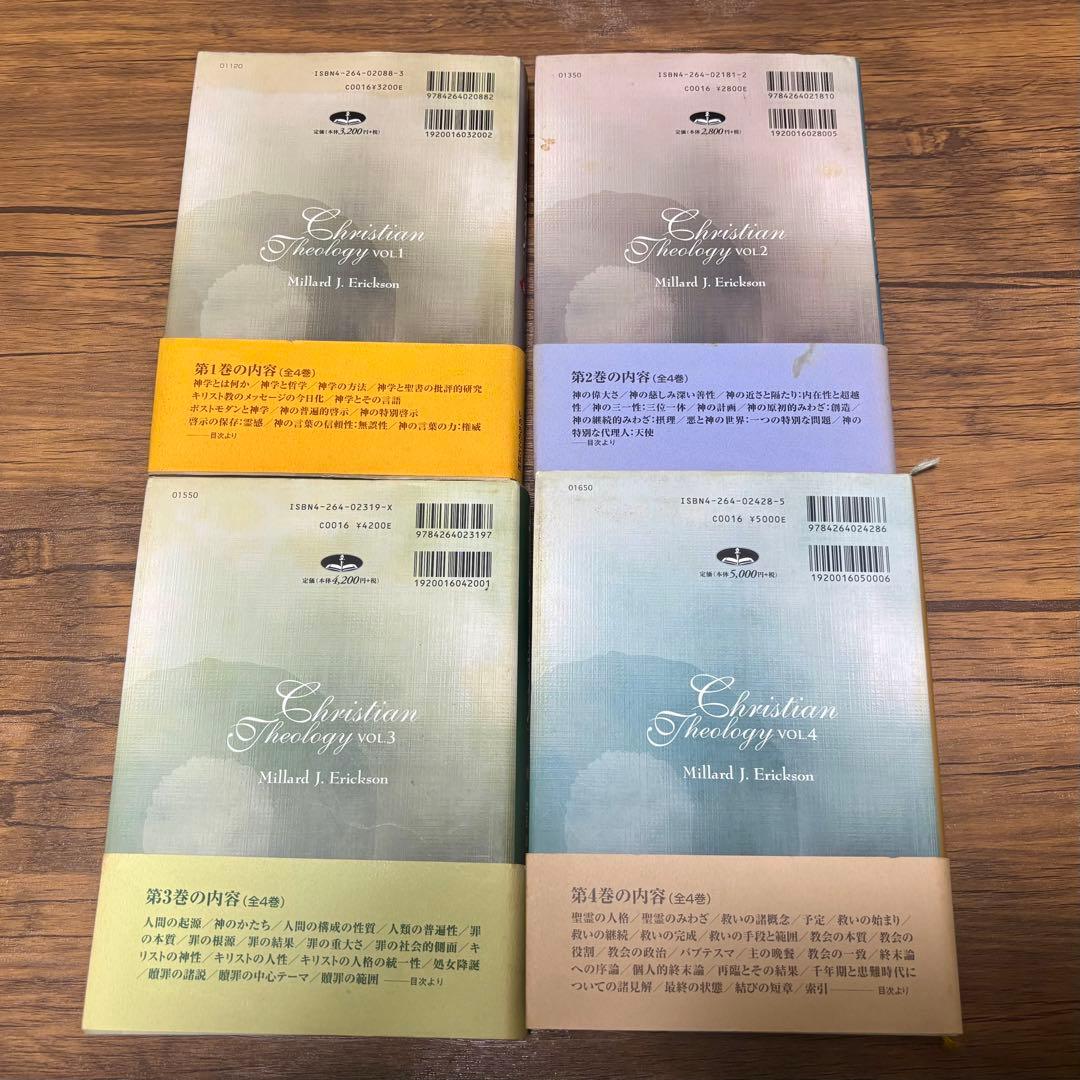 01120
ISBN4-264-02088-3
C0016¥3200E
9784264020882
1920016032002
定価(本体3,200円+税)
Christian
Theology VOL.1
Millard J. Erickson
第1巻の内容(全4巻)
神学とは何か/神学と哲学/神学の方法/神学と聖書の批評的研究
キリスト教のメッセージの今日化/神学とその言語
ポストモダンと神学/神の普遍的啓示/神の特別啓示
啓示の保存:霊感/神の言葉の信頼性:無誤性/神の言葉の力:権威
――目次より
01350
ISBN4-264-02181-2
C0016 ¥2800E
9784264021810
1920016028005
定価(本体2,800円+税)
Christian
Theology VOL.2
Millard J. Erickson
第2巻の内容(全4巻)
神の偉大さ/神の慈しみ深い善性/神の近さと隔たり:内在性と超越
性/神の三一性:三位一体/神の計画/神の原初的みわざ:創造/
神の継続的みわざ:摂理/悪と神の世界:一つの特別な問題/神の
特別な代理人:天使
――目次より
01550
ISBN4-264-02319-X
C0016 ¥4200E
9784264023197
1920016042001
定価(本体4,200円+税)
Christian
Theology VOL.3
Millard J. Erickson
第3巻の内容(全4巻)
人間の起源/神のかたち/人間の構成の性質/人類の普遍性/罪
の本質/罪の根源/罪の結果/罪の重大さ/罪の社会的側面/キ
リストの神性/キリストの人性/キリストの人格の統一性/処女降誕
/贖罪の諸説/贖罪の中心テーマ/贖罪の範囲 ――目次より
01650
ISBN4-264-02428-5
C0016 ¥5000E
9784264024286
1920016050006
定価(本体5,000円+税)
Christian
Theology VOL.4
Millard J. Erickson
第4巻の内容(全4巻)
聖霊の人格/聖霊のみわざ/救いの諸概念/予定/救いの始まり/
救いの継続/救いの完成/救いの手段と範囲/教会の本質/教会の
役割/教会の政治/バプテスマ/主の晩餐/教会の一致/終末論
への序論/個人的終末論/再臨とその結果/千年期と患難時代に
ついての諸見解/最終の状態/結びの短章/索引――目次より